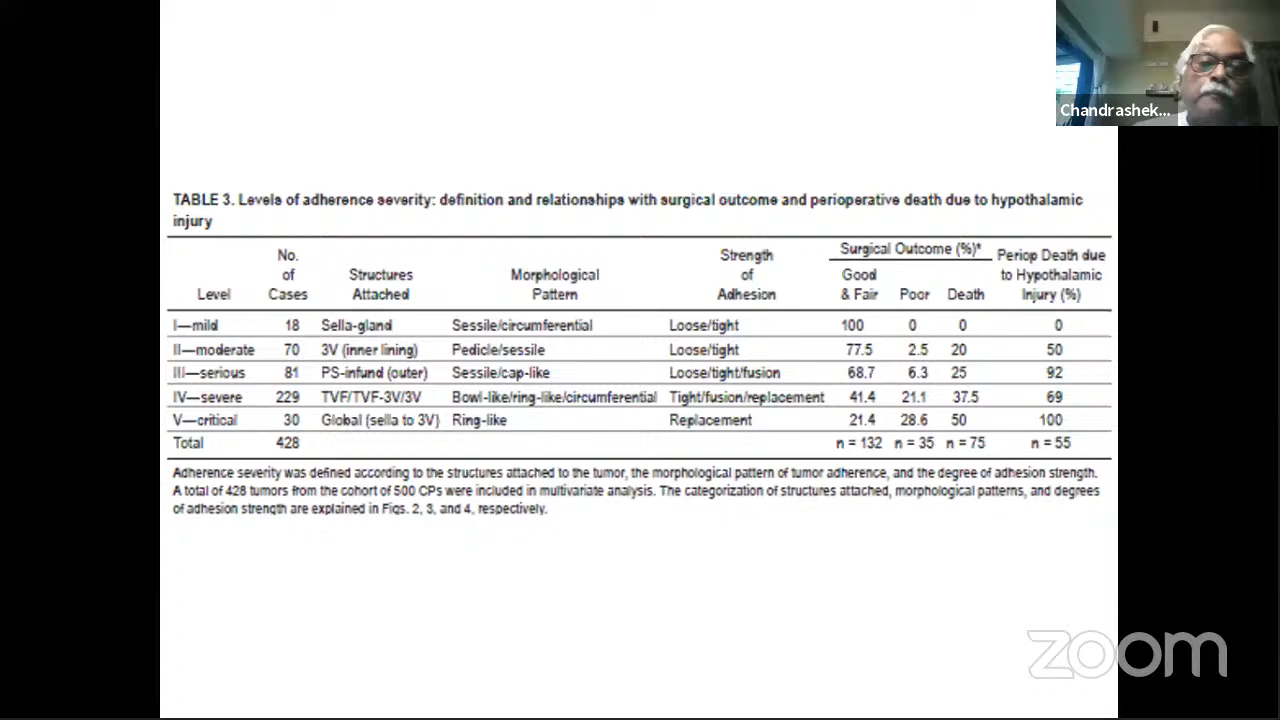 Chandrashek...
TABLE 3. Levels of adherence severity: definition and relationships with surgical outcome and perioperative death due to hypothalamic
injury
Level No. of Cases Structures Attached Morphological Pattern Strength of Adhesion Surgical Outcome (%)* Good & Fair Poor Death Periop Death due to Hypothalamic Injury (%)
I—mild 18 Sella-gland Sessile/circumferential Loose/tight 100 0 0 0
II—moderate 70 3V (inner lining) Pedicle/sessile Loose/tight 77.5 2.5 20 50
III—serious 81 PS-infund (outer) Sessile/cap-like Loose/tight/fusion 68.7 6.3 25 92
IV—severe 229 TVF/TVF-3V/3V Bowl-like/ring-like/circumferential Tight/fusion/replacement 41.4 21.1 37.5 69
V—critical 30 Global (sella to 3V) Ring-like Replacement 21.4 28.6 50 100
Total 428 n = 132 n = 35 n = 75 n = 55
Adherence severity was defined according to the structures attached to the tumor, the morphological pattern of tumor adherence, and the degree of adhesion strength.
A total of 428 tumors from the cohort of 500 CPs were included in multivariate analysis. The categorization of structures attached, morphological patterns, and degrees
of adhesion strength are explained in Figs. 2, 3, and 4, respectively.
zoom